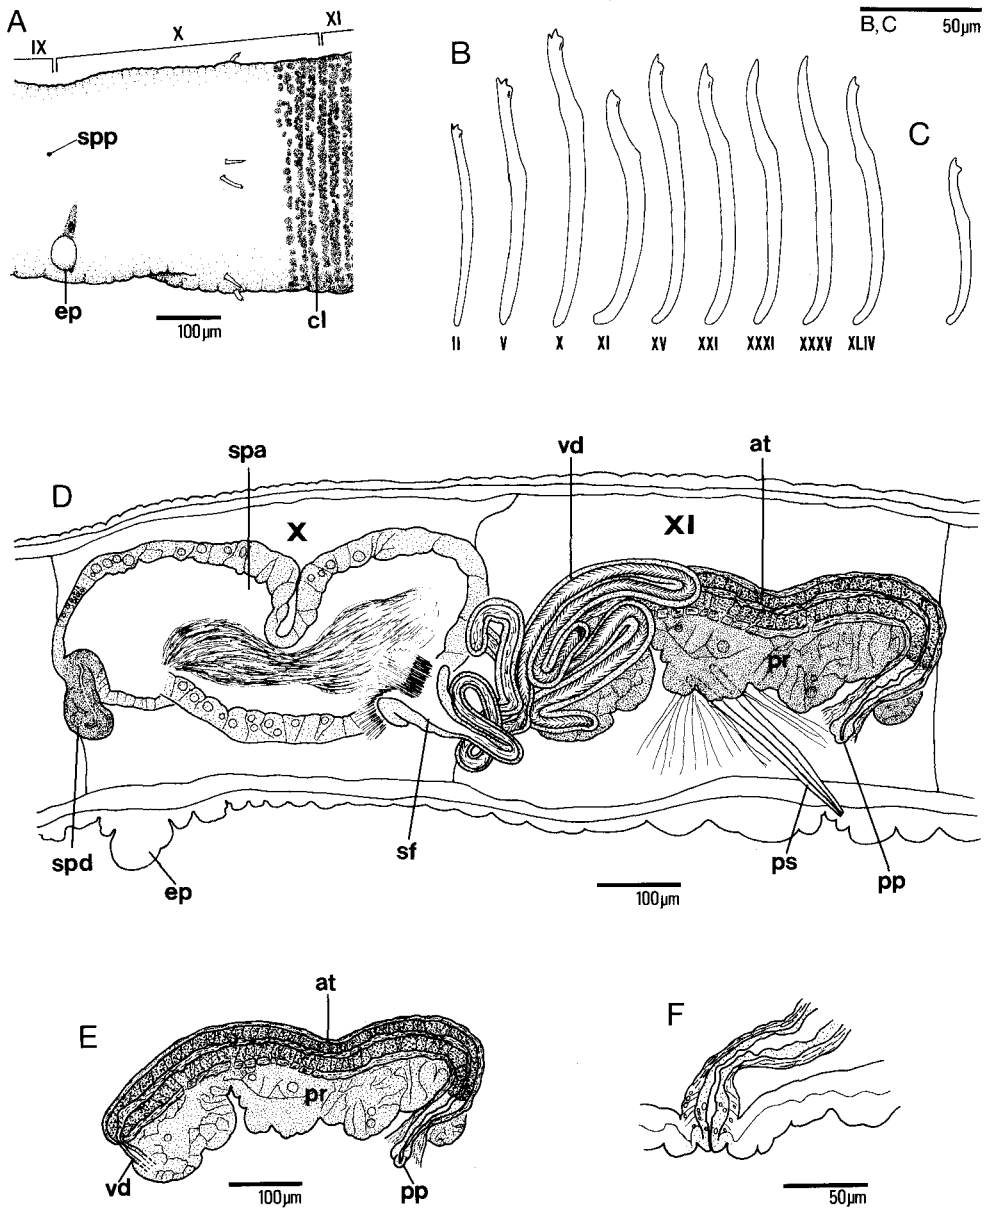 A
IX X XI
spp
ep
100µm
cl
B
B, C 50µm
C
II V X XI XV XXI XXXI XXXV XLIV
D
spa
vd
at
X
XI
pr
spd
ep
sf
ps
pp
100µm
E
at
pr
vd
pp
100µm
F
50µm